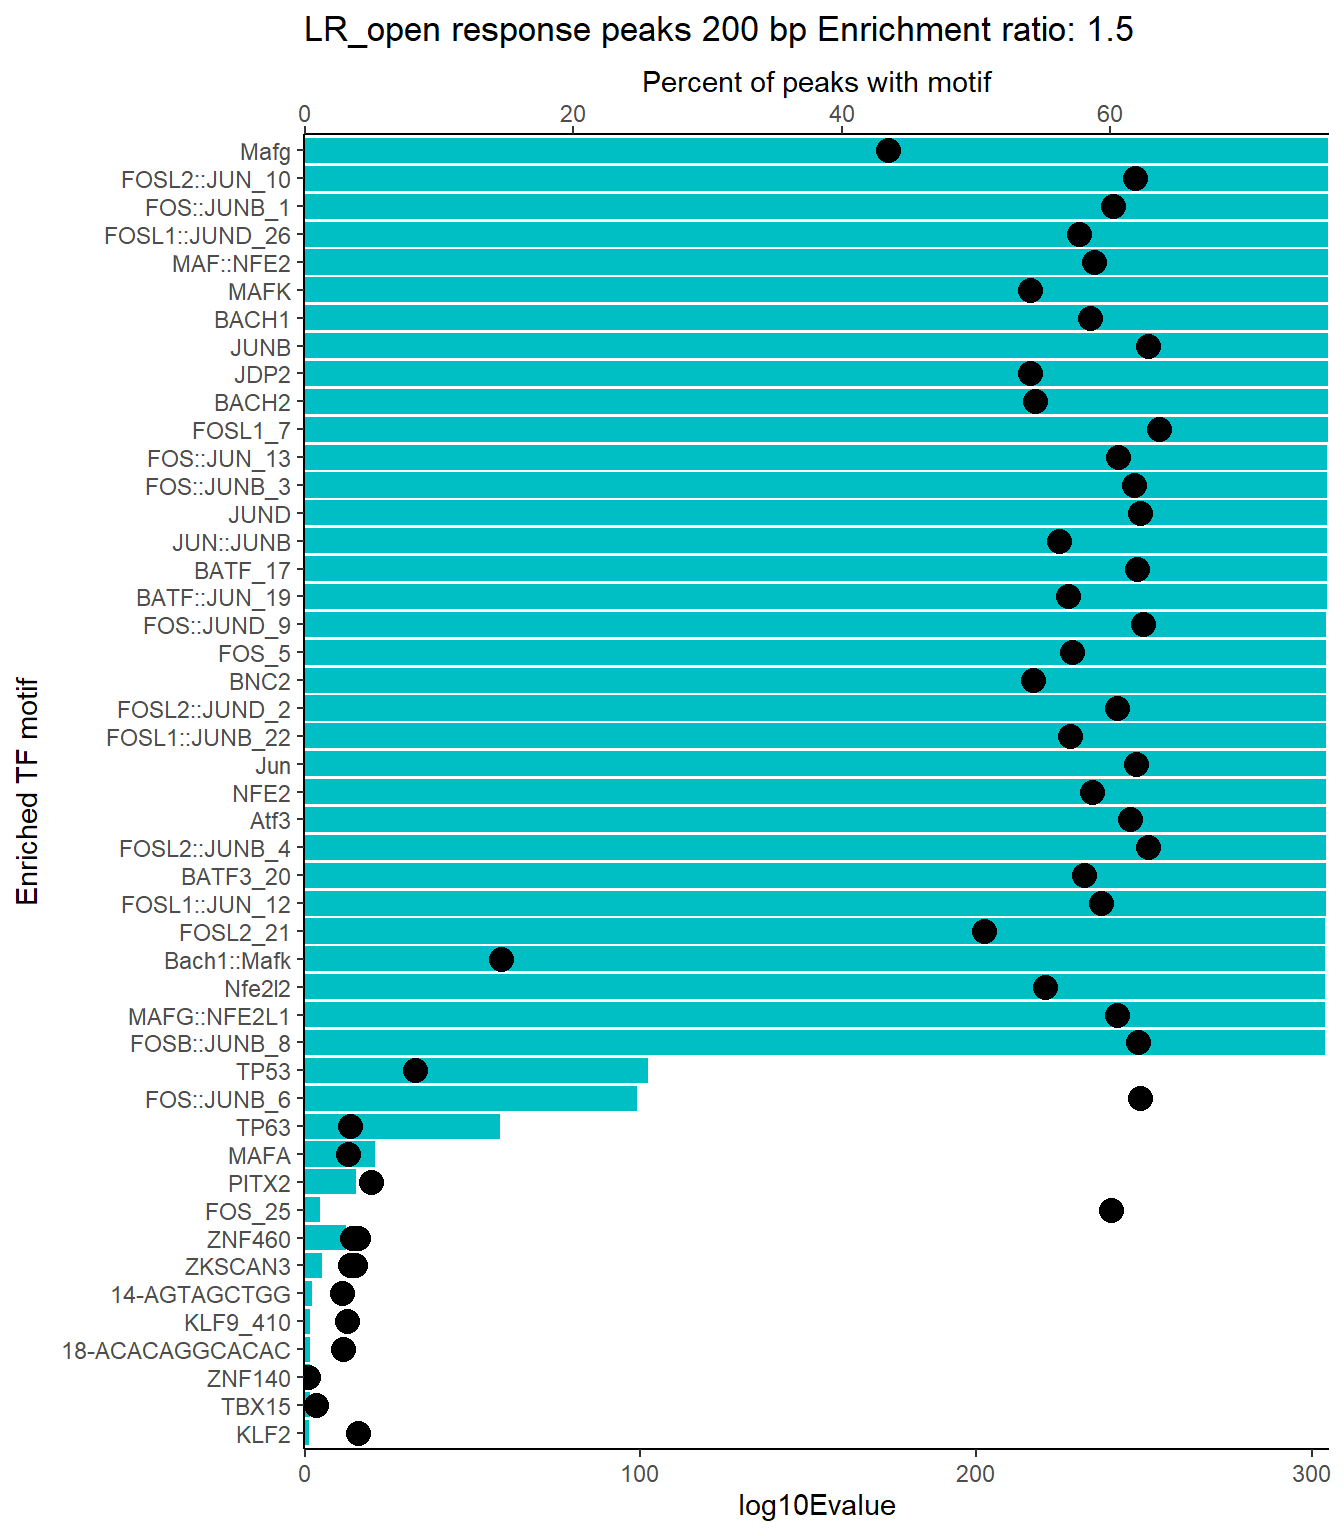 LR_open response peaks 200 bp Enrichment ratio: 1.5
Percent of peaks with motif
0 20 40 60
Mafg
FOSL2::JUN_10
FOS::JUNB_1
FOSL1::JUND_26
MAF::NFE2
MAFK
BACH1
JUNB
JDP2
BACH2
FOSL1_7
FOS::JUN_13
FOS::JUNB_3
JUND
JUN::JUNB
BATF_17
BATF::JUN_19
FOS::JUND_9
FOS_5
BNC2
FOSL2::JUND_2
FOSL1::JUNB_22
Jun
NFE2
Atf3
FOSL2::JUNB_4
BATF3_20
FOSL1::JUN_12
FOSL2_21
Bach1::Mafk
Nfe2l2
MAFG::NFE2L1
FOSB::JUNB_8
TP53
FOS::JUNB_6
TP63
MAFA
PITX2
FOS_25
ZNF460
ZKSCAN3
14-AGTAGCTGG
KLF9_410
18-ACACAGGCACAC
ZNF140
TBX15
KLF2
Enriched TF motif
0 100 200 300
log10Evalue